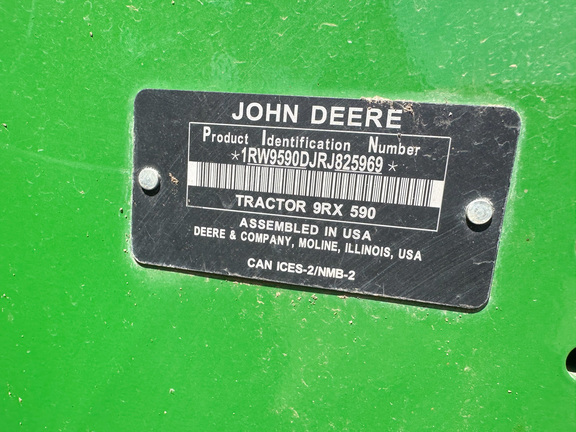 JOHN DEERE
Product Identification Number
*1RW9590DJRJ825969*
TRACTOR 9RX 590
ASSEMBLED IN USA
DEERE & COMPANY, MOLINE, ILLINOIS, USA
CAN ICES-2/NMB-2